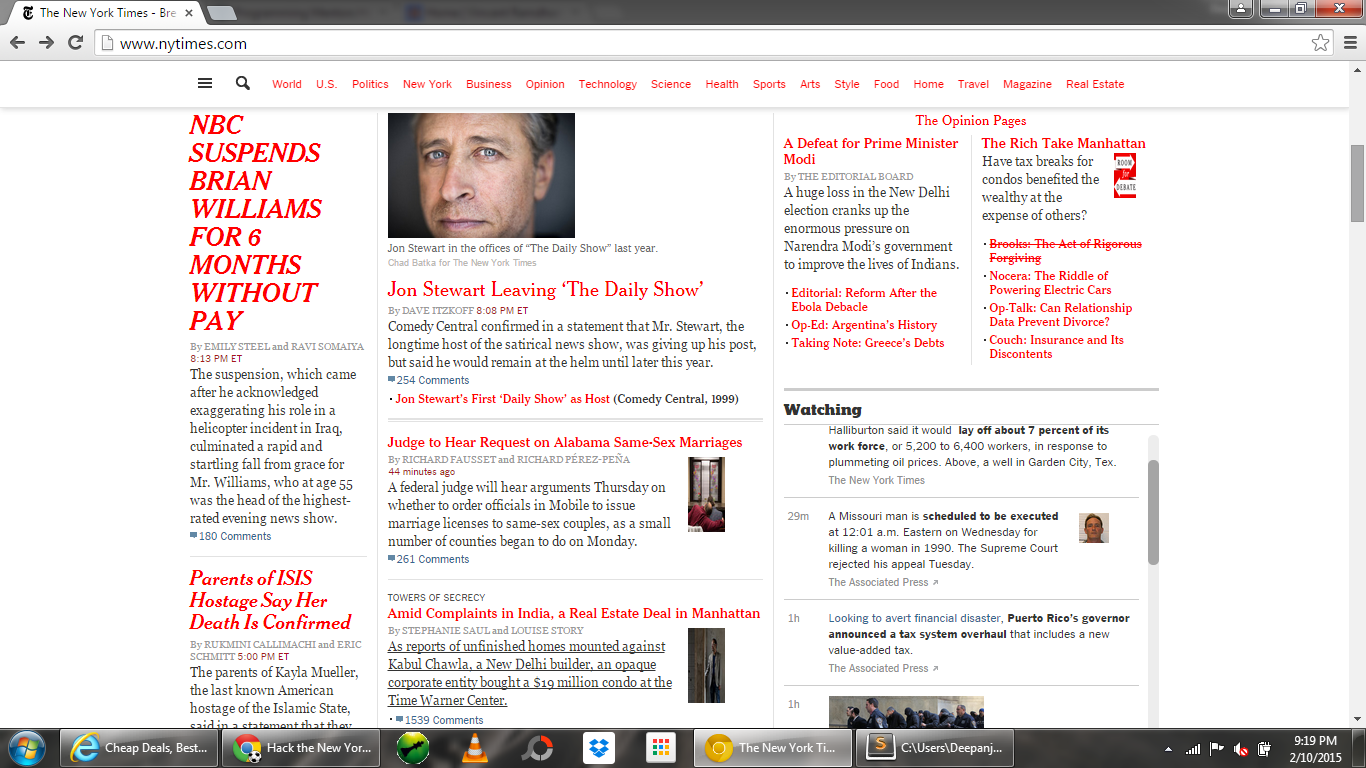 The New York Times - Bre
www.nytimes.com
World U.S. Politics New York Business Opinion Technology Science Health Sports Arts Style Food Home Travel Magazine Real Estate
NBC
SUSPENDS
BRIAN
WILLIAMS
FOR 6
MONTHS
WITHOUT
PAY
By EMILY STEEL and RAVI SOMAIYA
8:13 PM ET
The suspension, which came
after he acknowledged
exaggerating his role in a
helicopter incident in Iraq,
culminated a rapid and
startling fall from grace for
Mr. Williams, who at age 55
was the head of the highest-
rated evening news show.
180 Comments
Parents of ISIS
Hostage Say Her
Death Is Confirmed
By RUKMINI CALLIMACHI and ERIC
SCHMITT 5:00 PM ET
The parents of Kayla Mueller,
the last known American
hostage of the Islamic State,
said in a statement that they
Jon Stewart in the offices of “The Daily Show” last year.
Chad Batka for The New York Times
Jon Stewart Leaving ‘The Daily Show’
By DAVE ITZKOFF 8:08 PM ET
Comedy Central confirmed in a statement that Mr. Stewart, the
longtime host of the satirical news show, was giving up his post,
but said he would remain at the helm until later this year.
254 Comments
· Jon Stewart’s First ‘Daily Show’ as Host (Comedy Central, 1999)
Judge to Hear Request on Alabama Same-Sex Marriages
By RICHARD FAUSSET and RICHARD PÉREZ-PEÑA
44 minutes ago
A federal judge will hear arguments Thursday on
whether to order officials in Mobile to issue
marriage licenses to same-sex couples, as a small
number of counties began to do on Monday.
261 Comments
TOWERS OF SECRECY
Amid Complaints in India, a Real Estate Deal in Manhattan
By STEPHANIE SAUL and LOUISE STORY
As reports of unfinished homes mounted against
Kabul Chawla, a New Delhi builder, an opaque
corporate entity bought a $19 million condo at the
Time Warner Center.
· 1539 Comments
The Opinion Pages
A Defeat for Prime Minister
Modi
By THE EDITORIAL BOARD
A huge loss in the New Delhi
election cranks up the
enormous pressure on
Narendra Modi’s government
to improve the lives of Indians.
· Editorial: Reform After the
Ebola Debacle
· Op-Ed: Argentina’s History
· Taking Note: Greece’s Debts
The Rich Take Manhattan
Have tax breaks for
condos benefited the
wealthy at the
expense of others?
ROOM
for
DEBATE
· Brooks: The Act of Rigorous
Forgiving
· Nocera: The Riddle of
Powering Electric Cars
· Op-Talk: Can Relationship
Data Prevent Divorce?
· Couch: Insurance and Its
Discontents
Watching
Halliburton said it would lay off about 7 percent of its
work force, or 5,200 to 6,400 workers, in response to
plummeting oil prices. Above, a well in Garden City, Tex.
The New York Times
29m
A Missouri man is scheduled to be executed
at 12:01 a.m. Eastern on Wednesday for
killing a woman in 1990. The Supreme Court
rejected his appeal Tuesday.
The Associated Press
1h
Looking to avert financial disaster, Puerto Rico’s governor
announced a tax system overhaul that includes a new
value-added tax.
The Associated Press
1h
Cheap Deals, Best...
Hack the New Yor...
The New York Ti...
C:\Users\Deepanj...
9:19 PM
2/10/2015